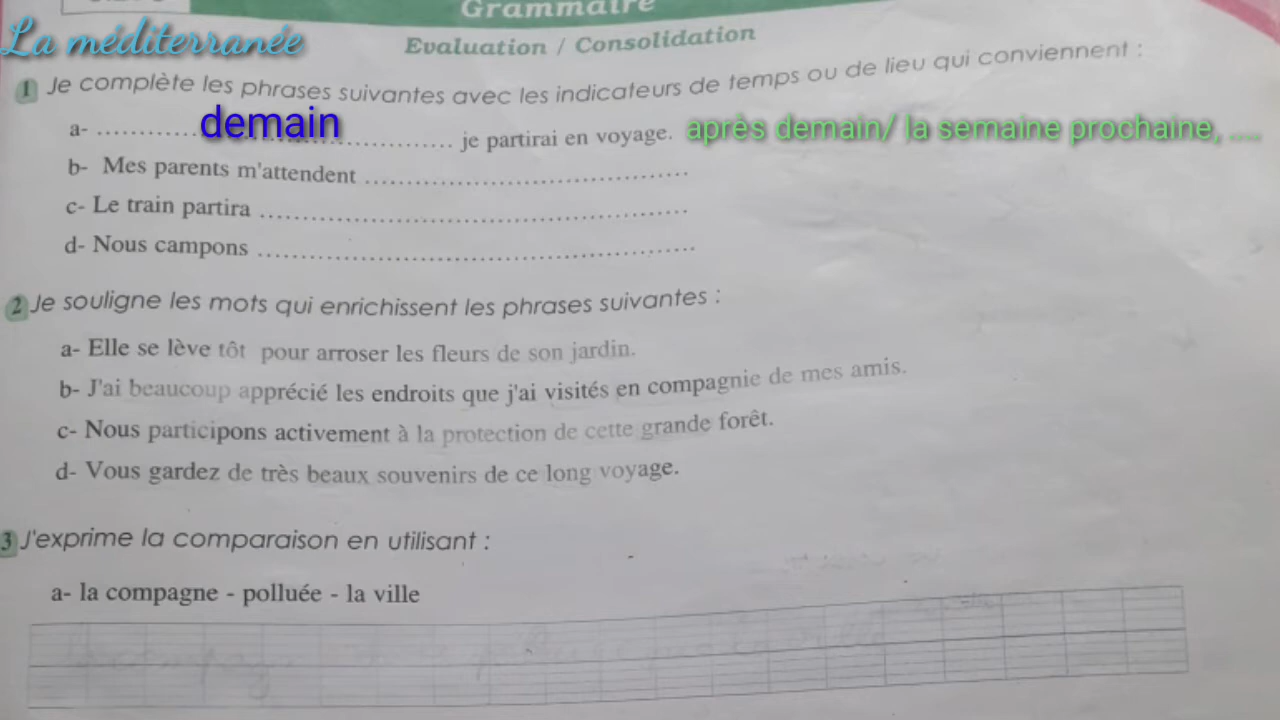 Grammaire
La méditerranée
Evaluation / Consolidation
1 Je complète les phrases suivantes avec les indicateurs de temps ou de lieu qui conviennent :
a- ........... demain .................. je partirai en voyage. après demain/ la semaine prochaine, ....
b- Mes parents m'attendent ..........................................
c- Le train partira ......................................................
d- Nous campons ......................................................
2 Je souligne les mots qui enrichissent les phrases suivantes :
a- Elle se lève tôt pour arroser les fleurs de son jardin.
b- J'ai beaucoup apprécié les endroits que j'ai visités en compagnie de mes amis.
c- Nous participons activement à la protection de cette grande forêt.
d- Vous gardez de très beaux souvenirs de ce long voyage.
3 J'exprime la comparaison en utilisant :
a- la compagne - polluée - la ville